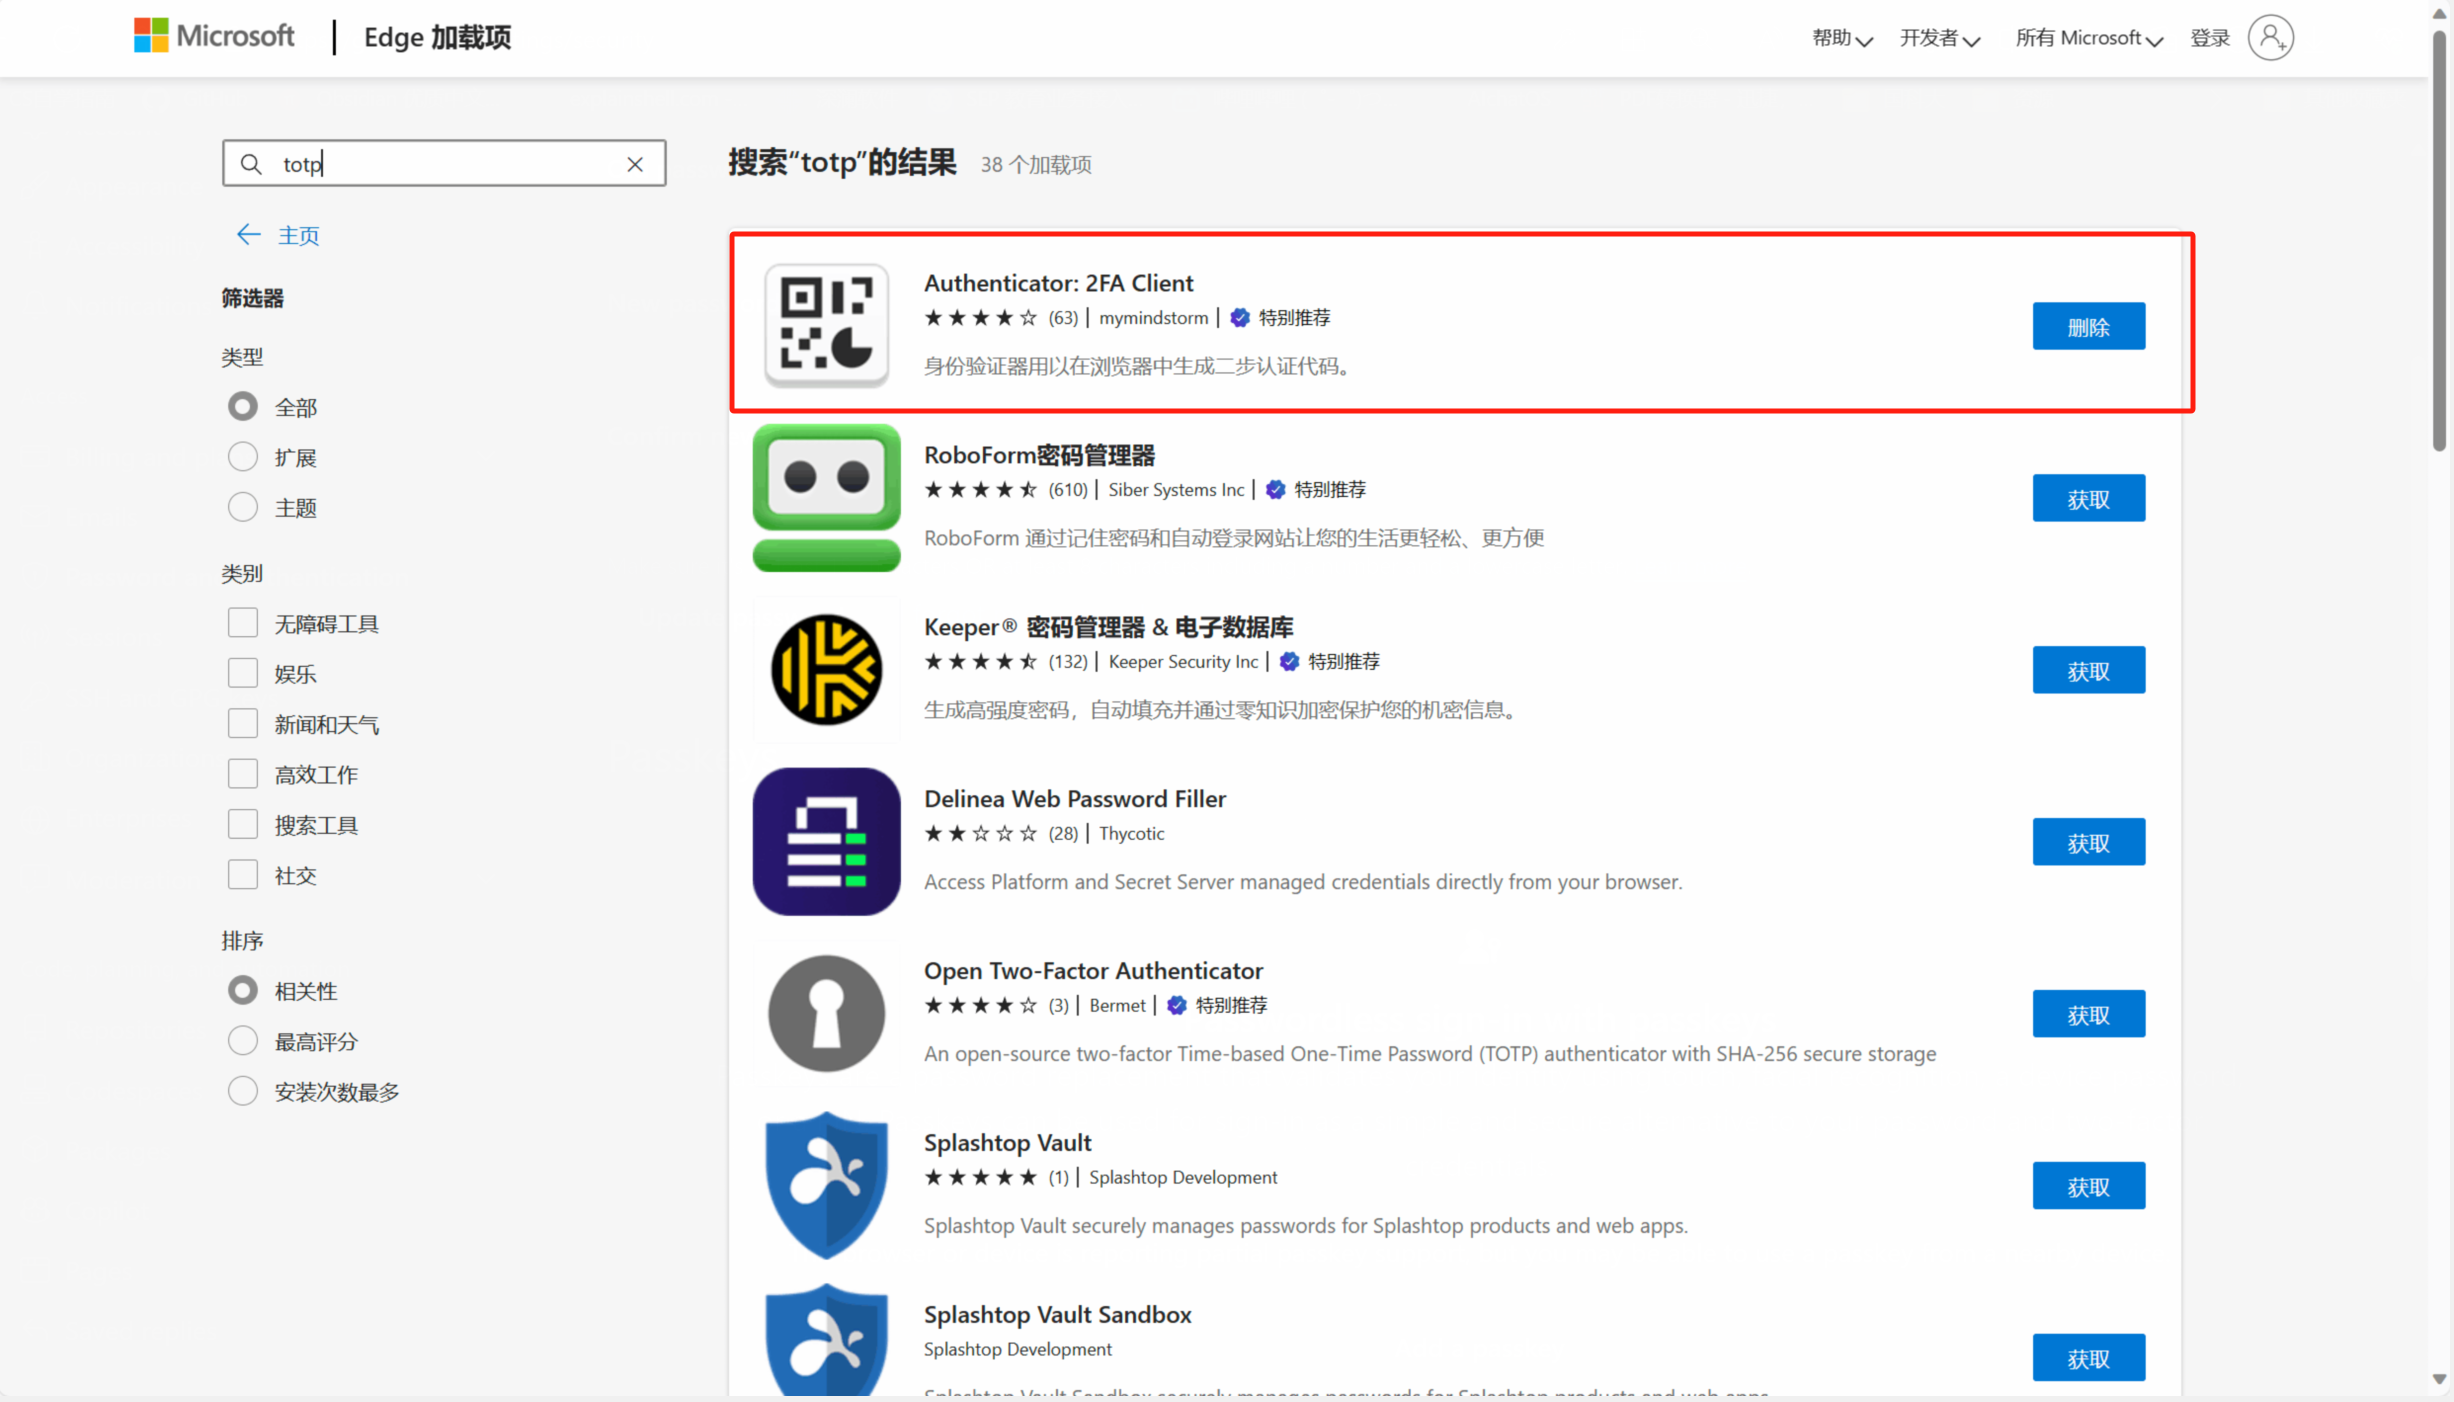 Microsoft
Edge 加载项
帮助
开发者
所有 Microsoft
登录
totp
主页
筛选器
类型
全部
扩展
主题
类别
无障碍工具
娱乐
新闻和天气
高效工作
搜索工具
社交
排序
相关性
最高评分
安装次数最多
搜索“totp”的结果
38 个加载项
Authenticator: 2FA Client
(63) | mymindstorm | 特别推荐
身份验证器用以在浏览器中生成二步认证代码。
删除
RoboForm密码管理器
(610) | Siber Systems Inc | 特别推荐
RoboForm 通过记住密码和自动登录网站让您的生活更轻松、更方便
获取
Keeper® 密码管理器 & 电子数据库
(132) | Keeper Security Inc | 特别推荐
生成高强度密码，自动填充并通过零知识加密保护您的机密信息。
获取
Delinea Web Password Filler
(28) | Thycotic
Access Platform and Secret Server managed credentials directly from your browser.
获取
Open Two-Factor Authenticator
(3) | Bermet | 特别推荐
An open-source two-factor Time-based One-Time Password (TOTP) authenticator with SHA-256 secure storage
获取
Splashtop Vault
(1) | Splashtop Development
Splashtop Vault securely manages passwords for Splashtop products and web apps.
获取
Splashtop Vault Sandbox
Splashtop Development
Splashtop Vault Sandbox securely manages passwords for Splashtop products and web apps.
获取